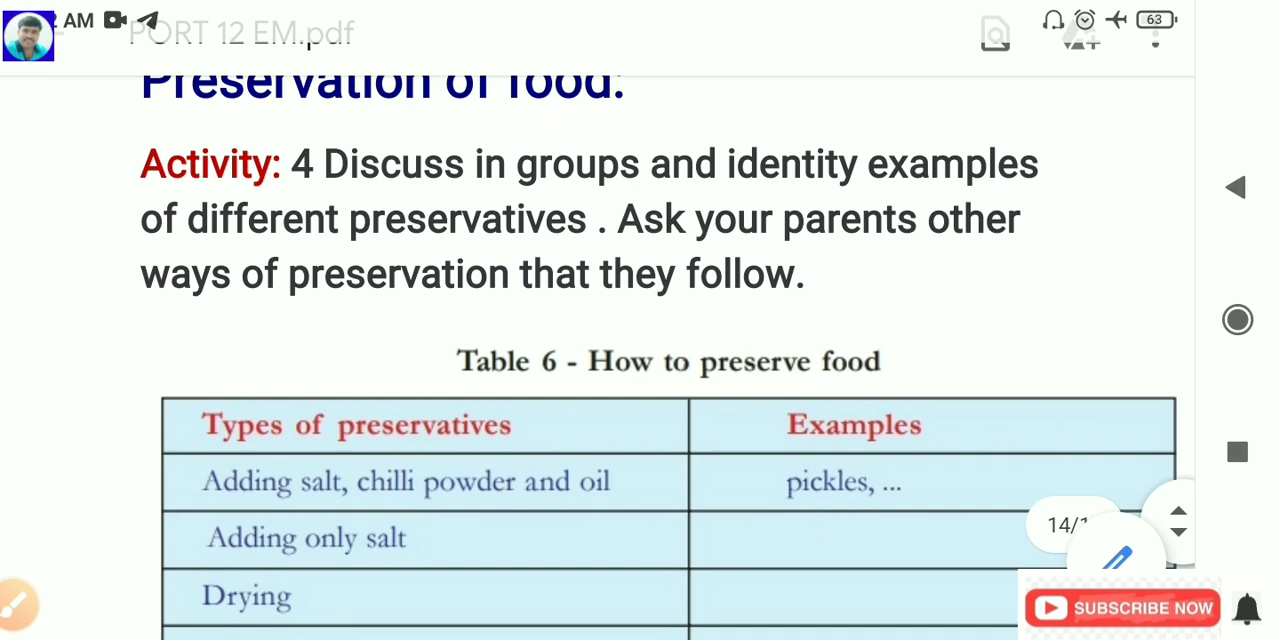 AM
PORT 12 EM.pdf
63
Preservation of food:
Activity: 4 Discuss in groups and identity examples
of different preservatives . Ask your parents other
ways of preservation that they follow.
Table 6 - How to preserve food
Types of preservatives Examples
Adding salt, chilli powder and oil pickles, ...
Adding only salt
14/1
Drying
SUBSCRIBE NOW